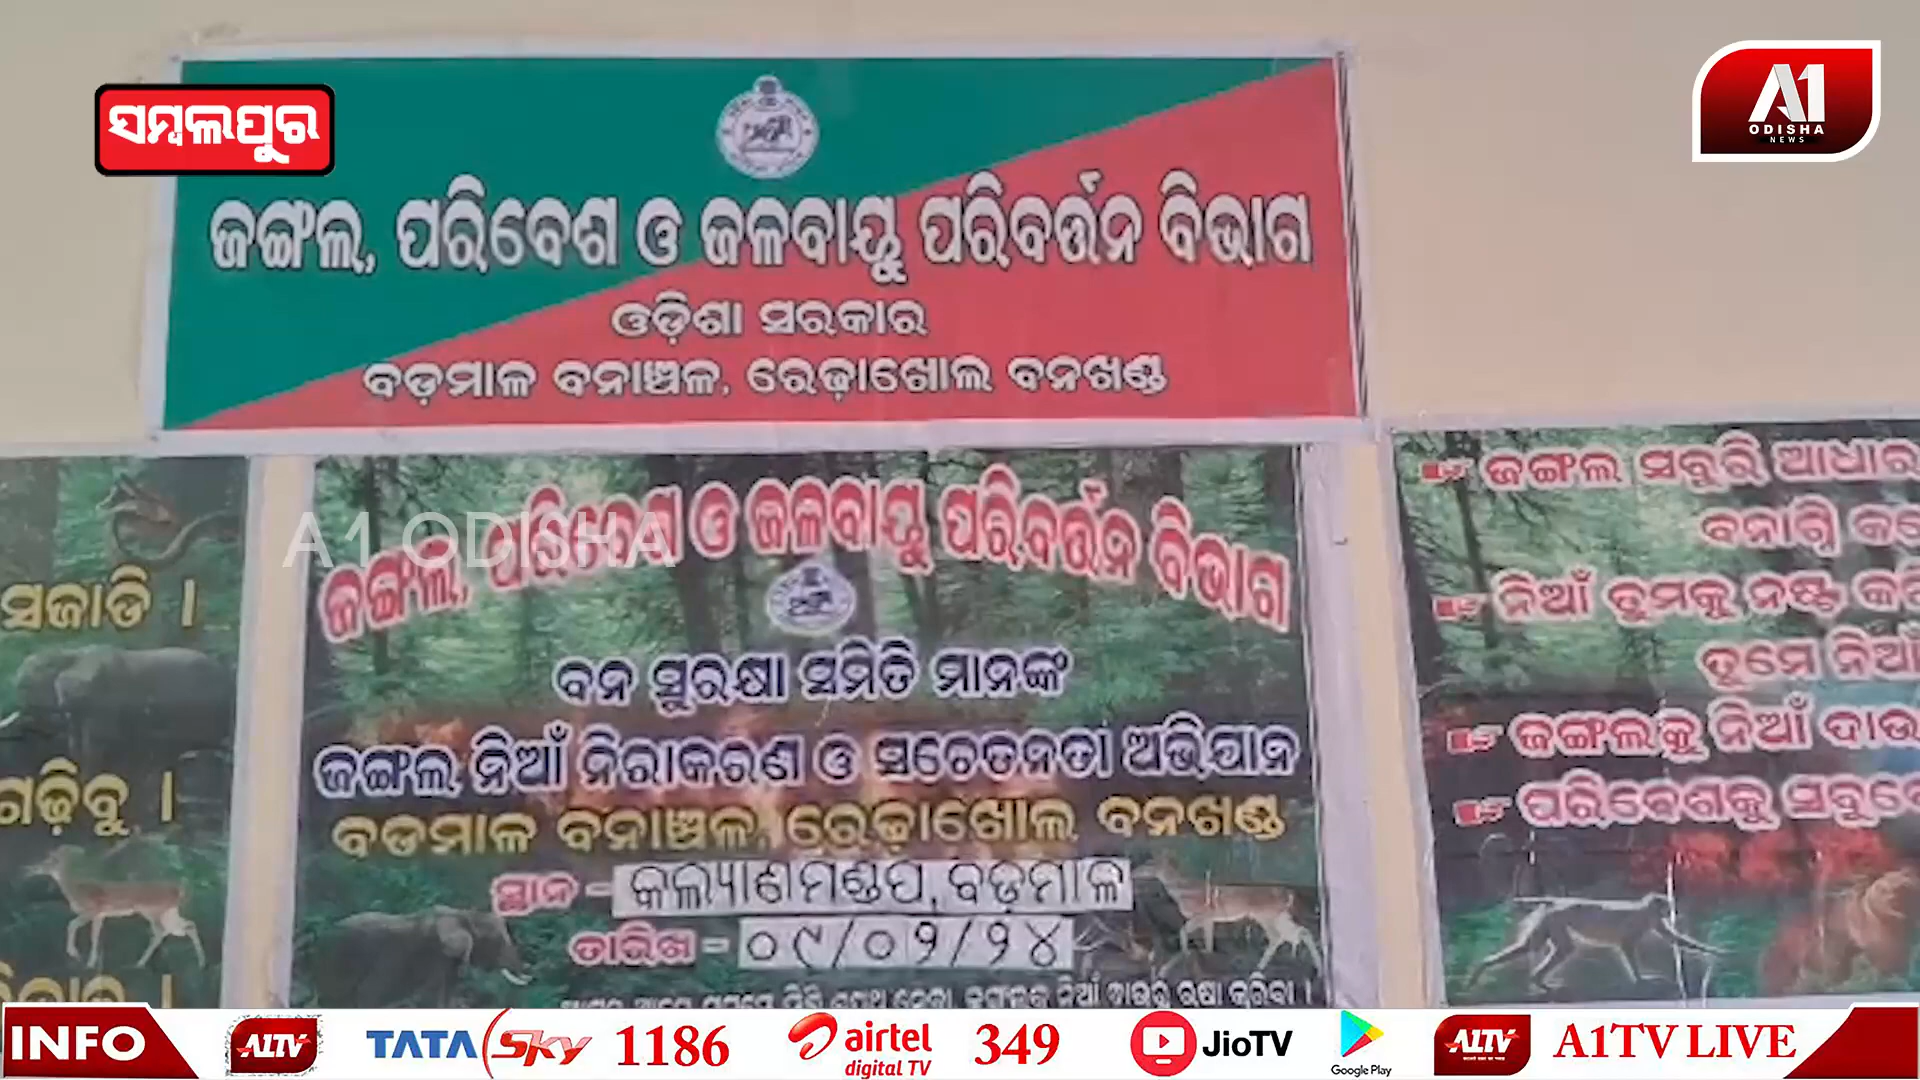 ସମ୍ବଲପୁର
A1
ODISHA
NEWS
ଜଙ୍ଗଲ, ପରିବେଶ ଓ ଜଳବାୟୁ ପରିବର୍ତ୍ତନ ବିଭାଗ
ଓଡ଼ିଶା ସରକାର
ବଡ଼ମାଳ ବନାଞ୍ଚଳ, ରେଢ଼ାଖୋଲ ବନଖଣ୍ଡ
ସଜାଡି ।
ଗଢ଼ିବୁ ।
A1 ODISHA
ଜଙ୍ଗଲ, ପରିବେଶ ଓ ଜଳବାୟୁ ପରିବର୍ତ୍ତନ ବିଭାଗ
ବନ ସୁରକ୍ଷା ସମିତି ମାନଙ୍କ
ଜଙ୍ଗଲ ନିଆଁ ନିରାକରଣ ଓ ସଚେତନତା ଅଭିଯାନ
ବଡମାଳ ବନାଞ୍ଚଳ, ରେଢ଼ାଖୋଲ ବନଖଣ୍ଡ
ସ୍ଥାନ - କଲ୍ୟାଣମଣ୍ଡପ, ବଡ଼ମାଳ
ତାରିଖ - ୦୯/୦୨/୨୪
ଜଙ୍ଗଲ ସବୁରି ଆଧାର
ବନାଗ୍ନି
ନିଆଁ ତୁମକୁ ନଷ୍ଟ
ତୁମେ ନିଆଁ
ଜଙ୍ଗଲକୁ ନିଆଁ
ପରିବେଶକୁ
INFO A1TV TATA Sky 1186 airtel digital TV 349 JioTV Google Play A1TV A1TV LIVE